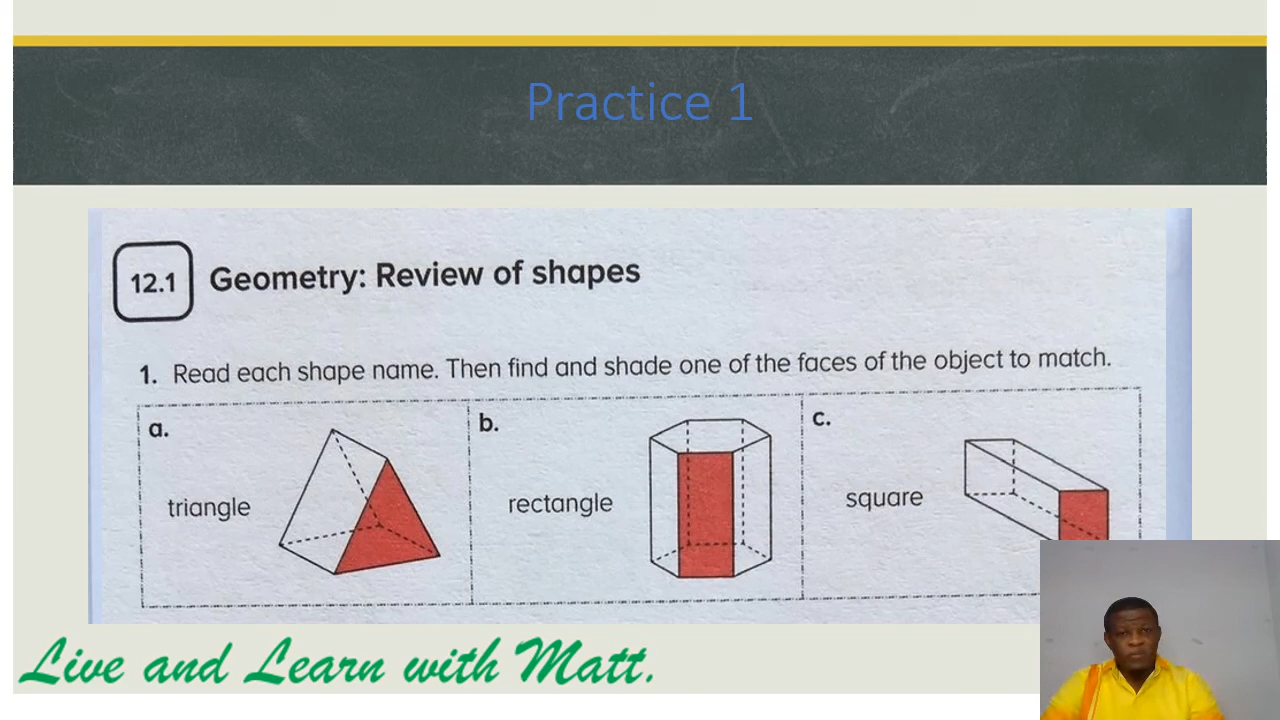 Practice 1
12.1 Geometry: Review of shapes
1. Read each shape name. Then find and shade one of the faces of the object to match.
a.
triangle
b.
rectangle
c.
square
Live and Learn with Matt.